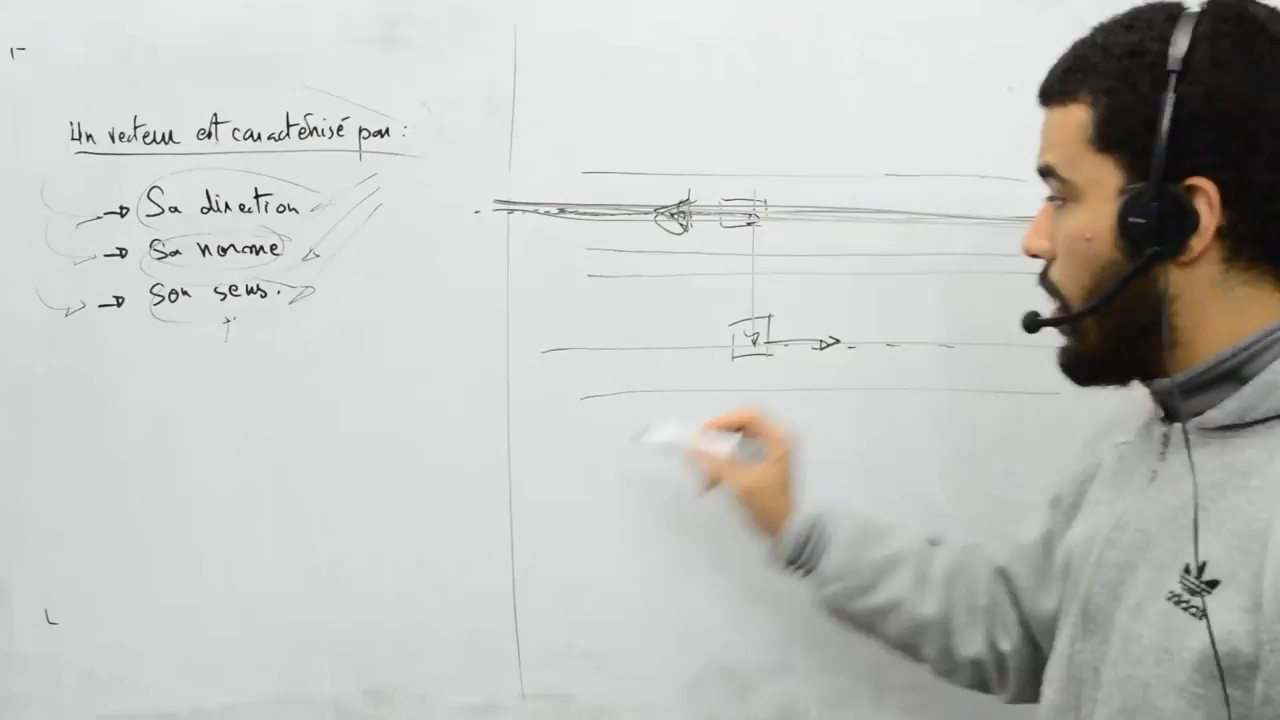 Un vecteur est caractérisé par :
→ Sa direction
→ Sa norme
→ Son sens.